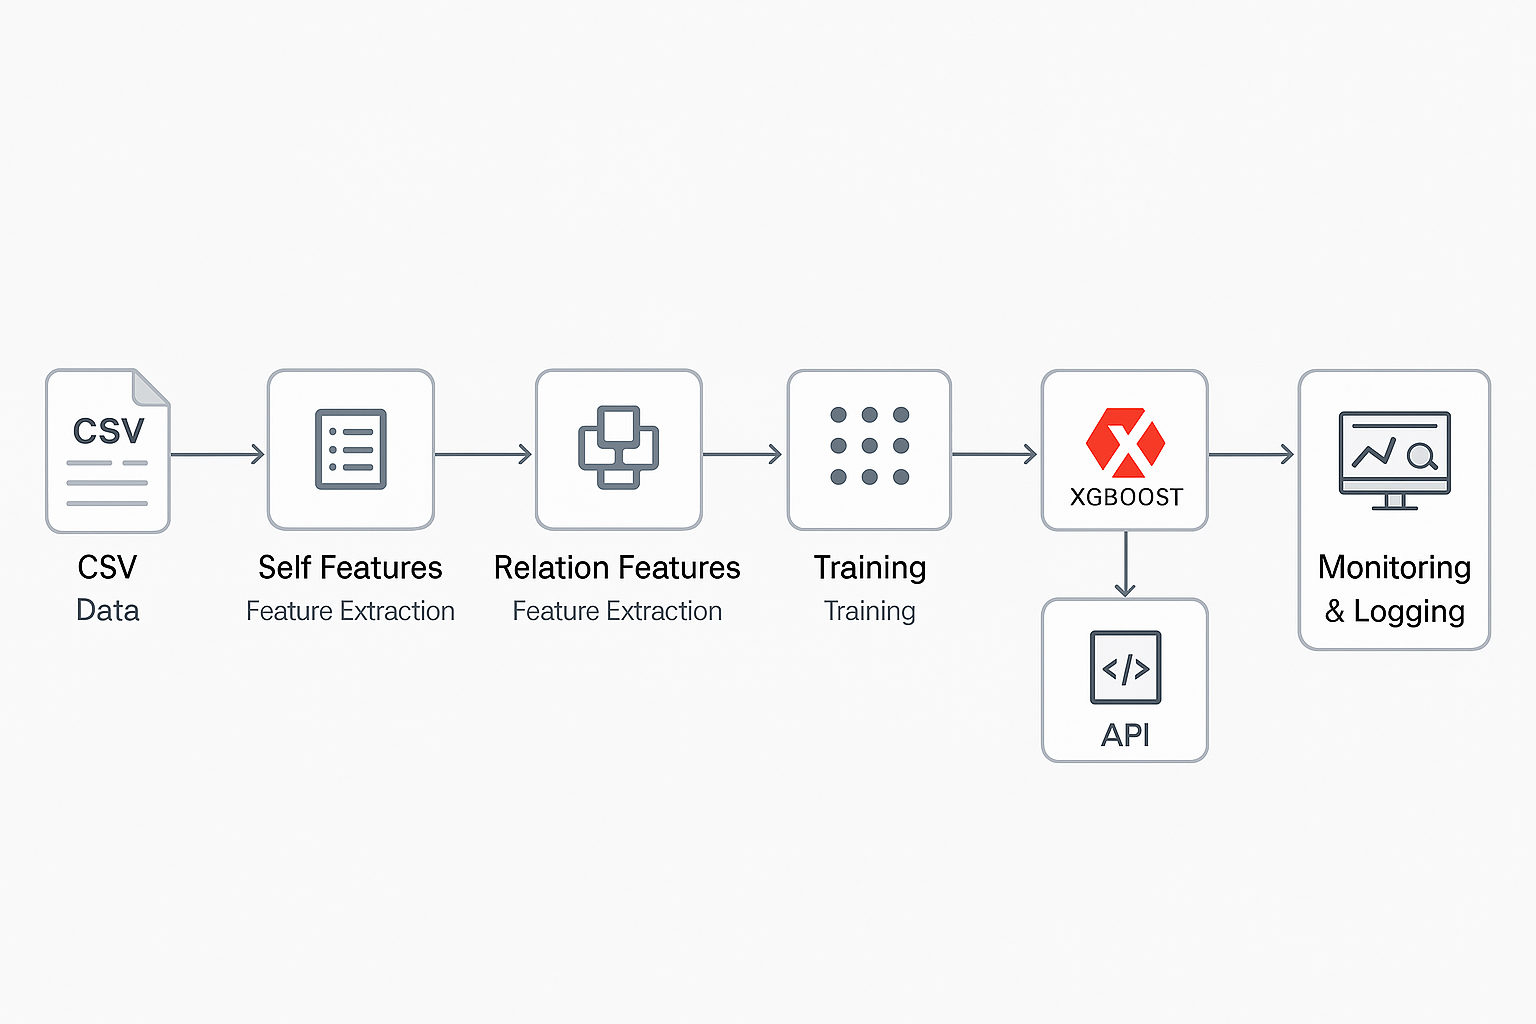 CSV
CSV
Data
Self Features
Feature Extraction
Relation Features
Feature Extraction
Training
Training
XGBOOST
API
</>
Monitoring
& Logging